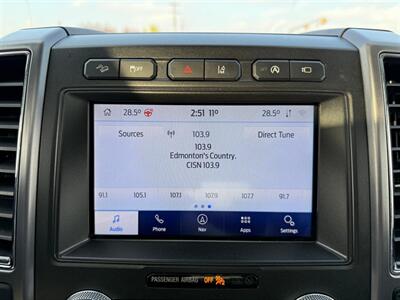 28.5° 2:51 11° 28.5°
Sources 103.9 Direct Tune
103.9
Edmonton's Country.
CISN 103.9
91.1 105.1 107.1 107.9 107.7 91.7
Audio Phone Nav Apps Settings
PASSENGER AIRBAG OFF